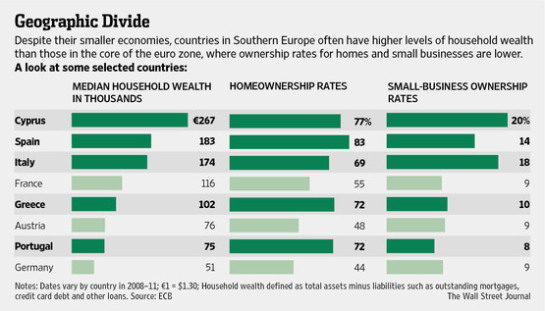 Geographic Divide
Despite their smaller economies, countries in Southern Europe often have higher levels of household wealth
than those in the core of the euro zone, where ownership rates for homes and small businesses are lower.
A look at some selected countries:
MEDIAN HOUSEHOLD WEALTH
IN THOUSANDS
HOMEOWNERSHIP RATES
SMALL-BUSINESS OWNERSHIP
RATES
Cyprus €267 77% 20%
Spain 183 83 14
Italy 174 69 18
France 116 55 9
Greece 102 72 10
Austria 76 48 9
Portugal 75 72 8
Germany 51 44 9
Notes: Dates vary by country in 2008-11; €1 = $1.30; Household wealth defined as total assets minus liabilities such as outstanding mortgages,
credit card debt and other loans. Source: ECB
The Wall Street Journal